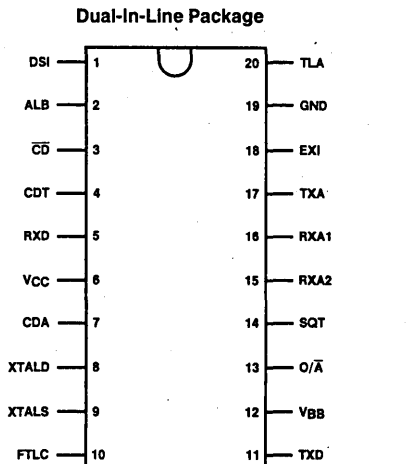 Dual-In-Line Package
DSI 1 20 TLA
ALB 2 19 GND
C̅D̅ 3 18 EXI
CDT 4 17 TXA
RXD 5 16 RXA1
VCC 6 15 RXA2
CDA 7 14 SQT
XTALD 8 13 O/A̅
XTALS 9 12 VBB
FTLC 10 11 TXD